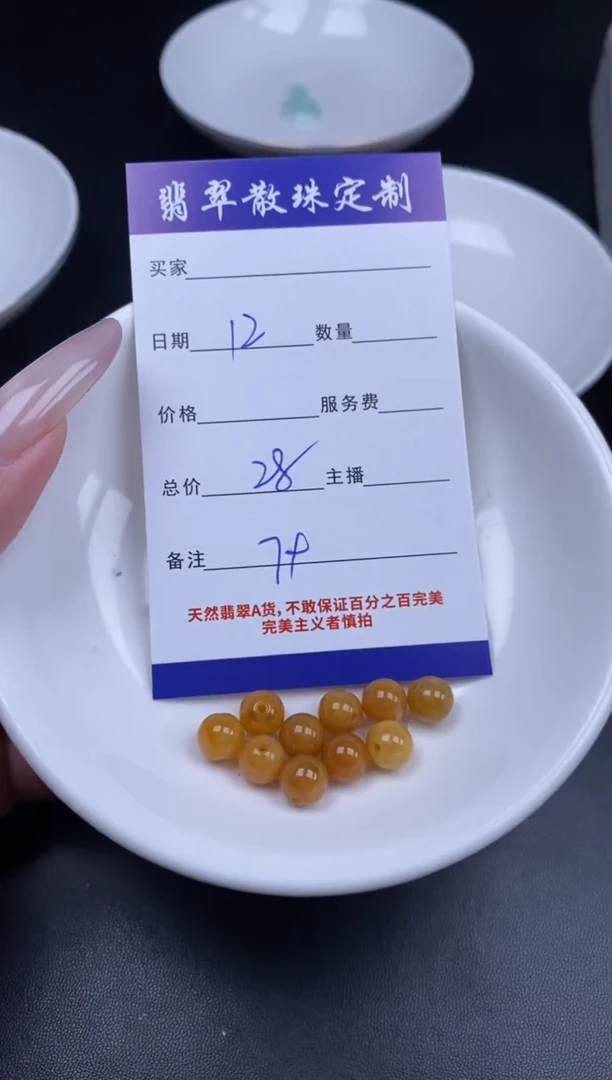 翡翠散珠定制
买家
日期 12 数量
价格 服务费
总价 28 主播
备注
天然翡翠A货,不敢保证百分之百完美
完美主义者慎拍